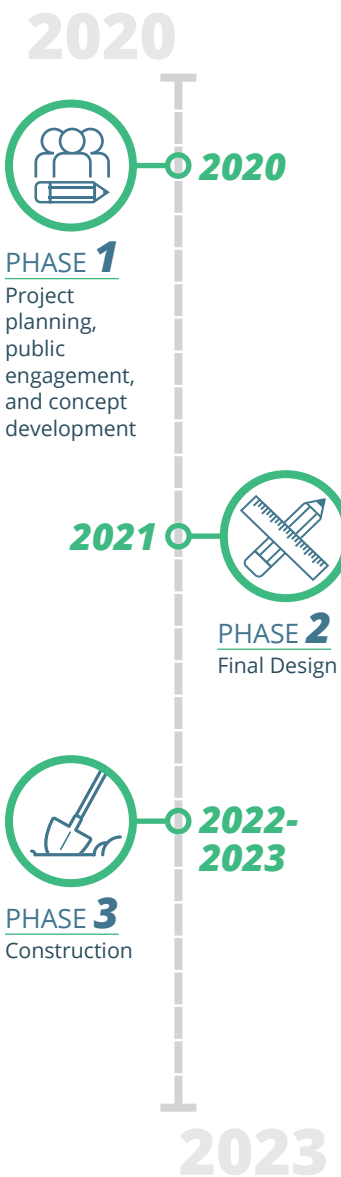 2020
2020
PHASE 1
Project
planning,
public
engagement,
and concept
development
2021
PHASE 2
Final Design
2022-
2023
PHASE 3
Construction
2023